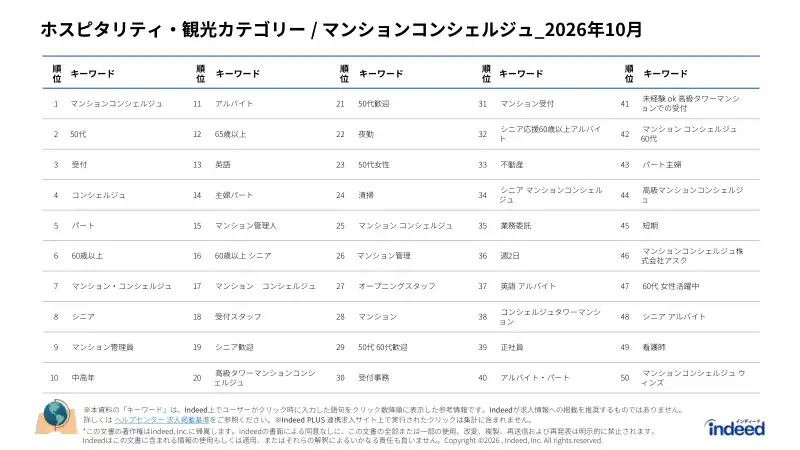 ホスピタリティ・観光カテゴリー / マンションコンシェルジュ_2026年10月
順位 キーワード 順位 キーワード 順位 キーワード 順位 キーワード 順位 キーワード
1 マンションコンシェルジュ 11 アルバイト 21 50代歓迎 31 マンション受付 41 未経験 ok 高級タワーマンションでの受付
2 50代 12 65歳以上 22 夜勤 32 シニア応援60歳以上アルバイト 42 マンション コンシェルジュ 60代
3 受付 13 英語 23 50代女性 33 不動産 43 パート主婦
4 コンシェルジュ 14 主婦パート 24 清掃 34 シニア マンションコンシェルジュ 44 高級マンションコンシェルジュ
5 パート 15 マンション管理人 25 マンション コンシェルジュ 35 業務委託 45 短期
6 60歳以上 16 60歳以上 シニア 26 マンション管理 36 週2日 46 マンションコンシェルジュ株式会社アスク
7 マンション・コンシェルジュ 17 マンション　コンシェルジュ 27 オープニングスタッフ 37 英語 アルバイト 47 60代 女性活躍中
8 シニア 18 受付スタッフ 28 マンション 38 コンシェルジュタワーマンション 48 シニア アルバイト
9 マンション管理員 19 シニア歓迎 29 50代 60代歓迎 39 正社員 49 看護師
10 中高年 20 高級タワーマンションコンシェルジュ 30 受付事務 40 アルバイト・パート 50 マンションコンシェルジュ ウィンズ
※本資料の「キーワード」は、Indeed上でユーザーがクリック時に入力した語句をクリック数降順に表示した参考情報です。Indeedが求人情報への掲載を推奨するものではありません。
詳しくは ヘルプセンター 求人掲載基準をご参照ください。※Indeed PLUS 連携求人サイト上で実行されたクリックは集計に含まれません。
*この文書の著作権はIndeed, Inc.に帰属します。Indeedの書面による同意なしに、この文書の全部または一部の使用、改変、複製、再送信および再発表は明示的に禁止されます。
Indeedはこの文書に含まれる情報の使用もしくは適用、またはそれらの解釈によるいかなる責任も負いません。Copyright ©2026 , Indeed, Inc. All rights reserved.
インディード
indeed